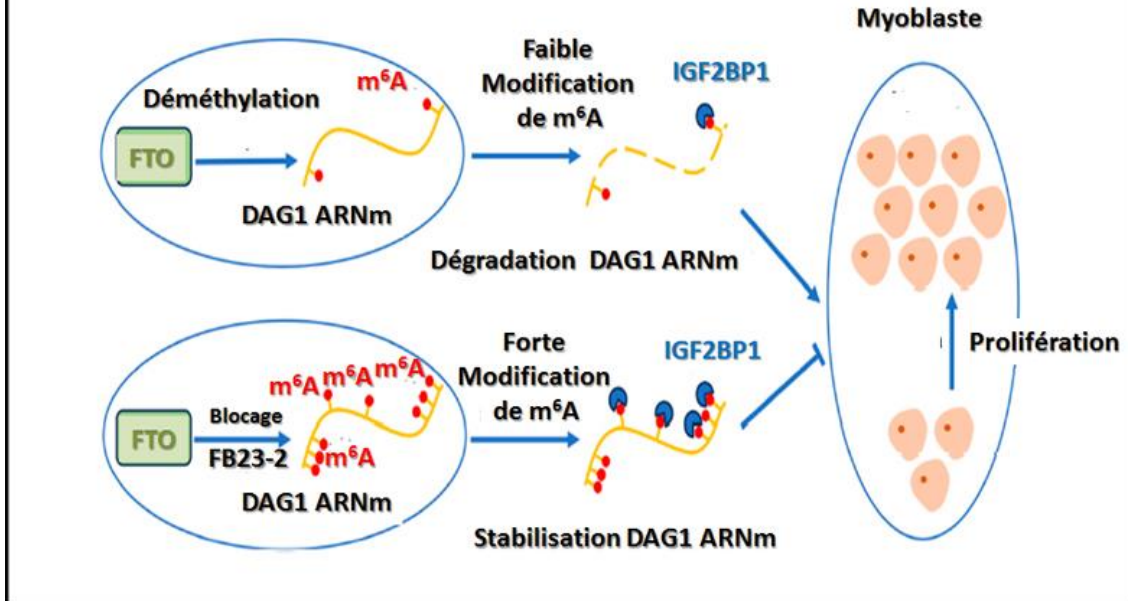 Myoblaste
Déméthylation
m⁶A
FTO
DAG1 ARNm
Faible
Modification
de m⁶A
IGF2BP1
Dégradation DAG1 ARNm
Prolifération
m⁶A m⁶A m⁶A
FTO
Blocage
FB23-2
m⁶A
DAG1 ARNm
Forte
Modification
de m⁶A
IGF2BP1
Stabilisation DAG1 ARNm